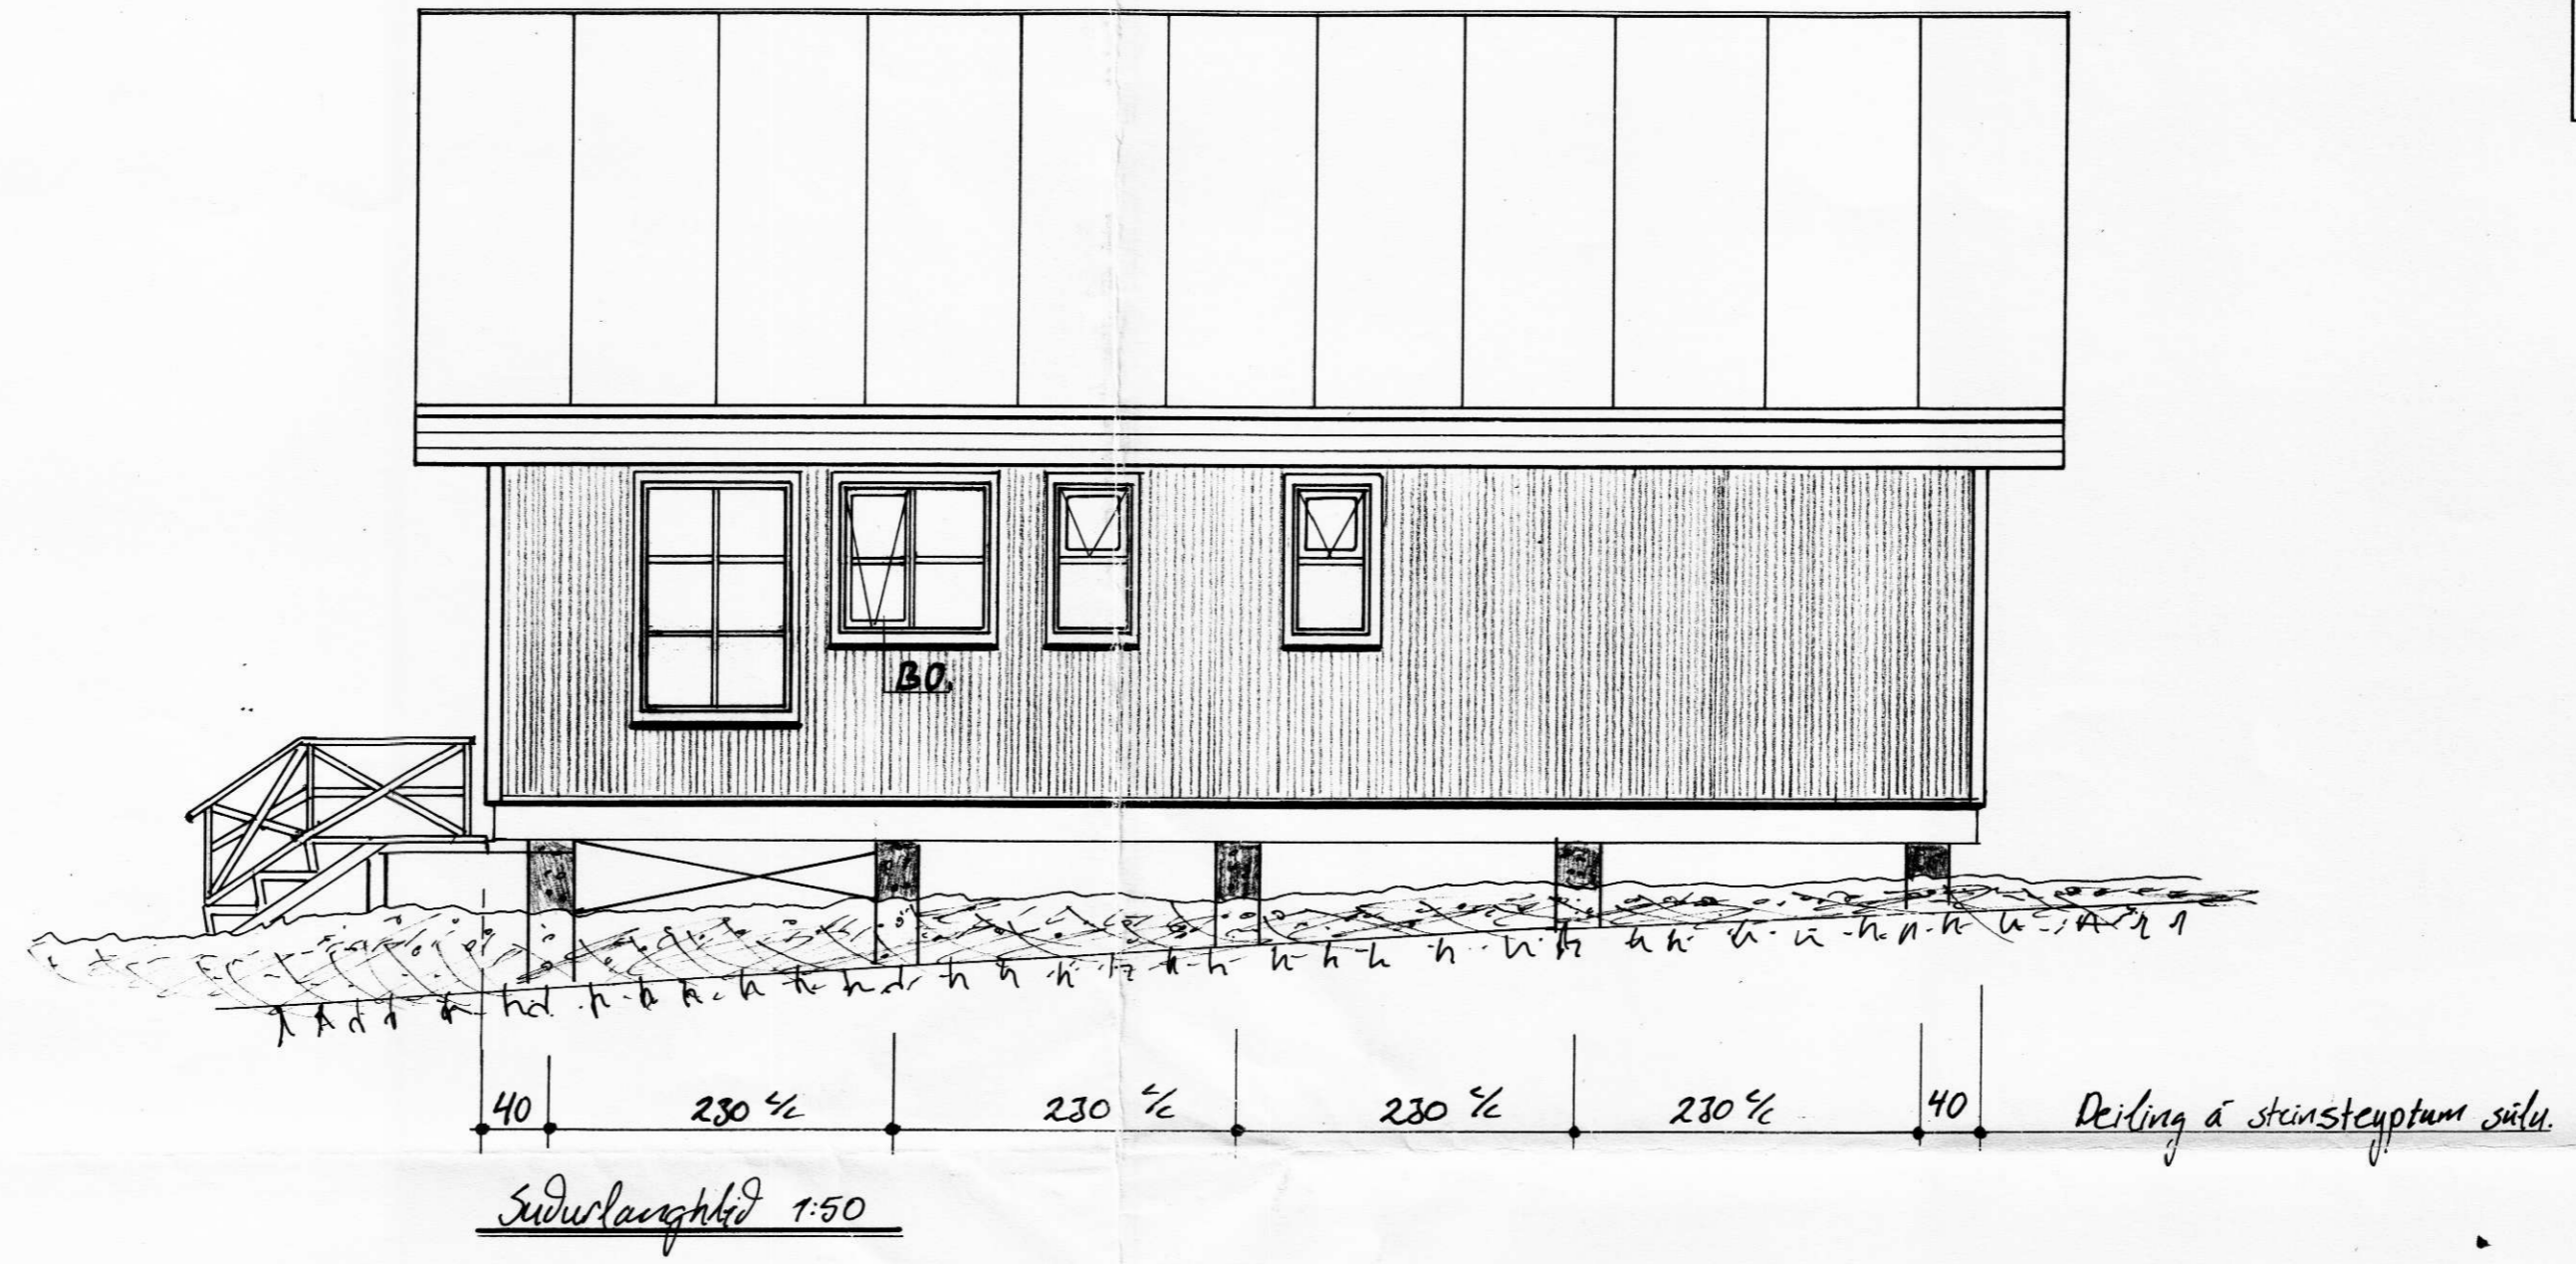 BO.
40 230 c/c 230 c/c 230 c/c 230 c/c 40 Deiling á steinsteyptum súlu.
Suðurlanghlið 1:50